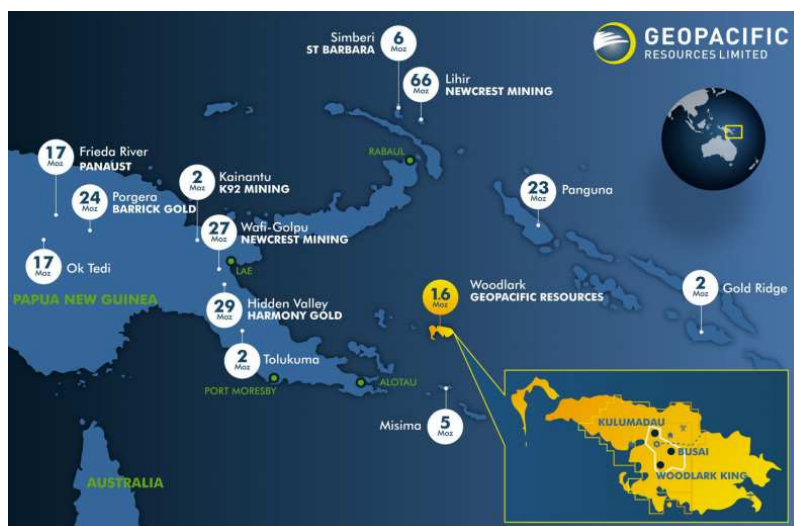 GEOPACIFIC
RESOURCES LIMITED
Simberi
ST BARBARA
6
Moz
66
Moz
Lihir
NEWCREST MINING
RABAUL
17
Moz
Frieda River
PANAUST
2
Moz
Kainantu
K92 MINING
24
Moz
Porgera
BARRICK GOLD
23
Moz
Panguna
27
Moz
Wafi-Golpu
NEWCREST MINING
17
Moz
Ok Tedi
LAE
PAPUA NEW GUINEA
1.6
Moz
Woodlark
GEOPACIFIC RESOURCES
2
Moz
Gold Ridge
29
Moz
Hidden Valley
HARMONY GOLD
2
Moz
Tolukuma
PORT MORESBY
ALOTAU
Misima
5
Moz
AUSTRALIA
KULUMADAU
BUSAI
WOODLARK KING